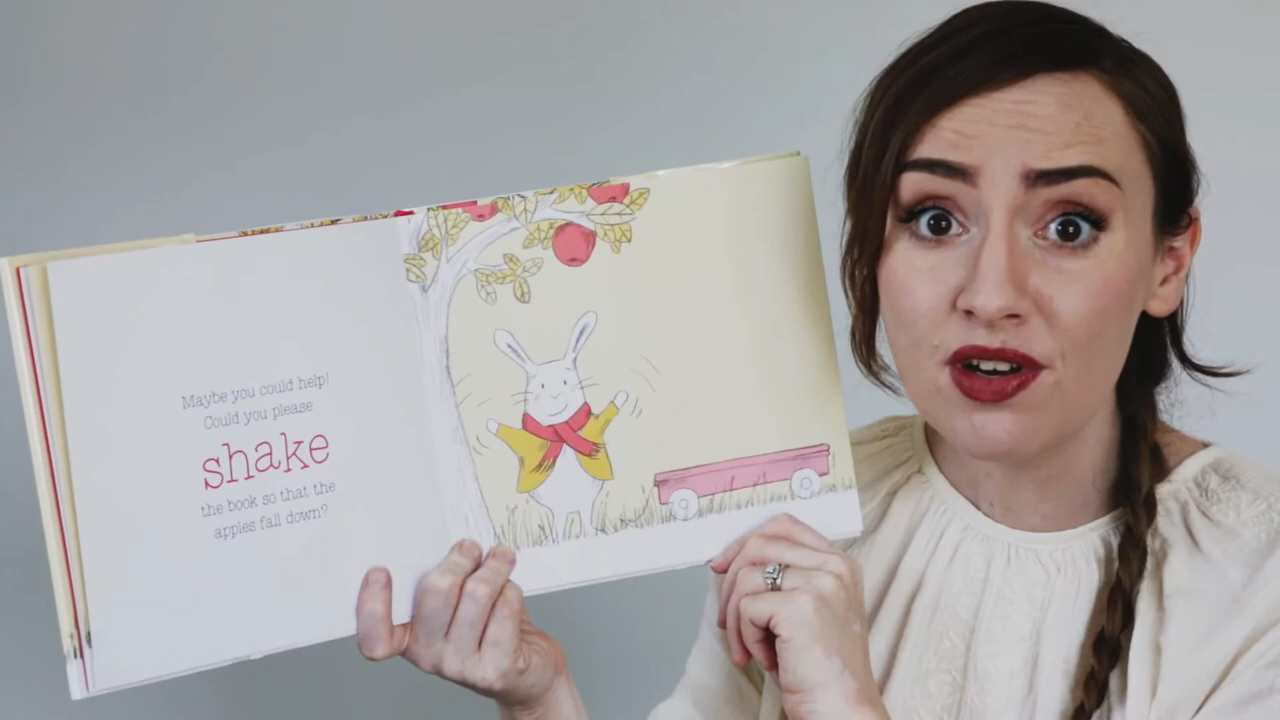 Maybe you could help!
Could you please
shake
the book so that the
apples fall down?